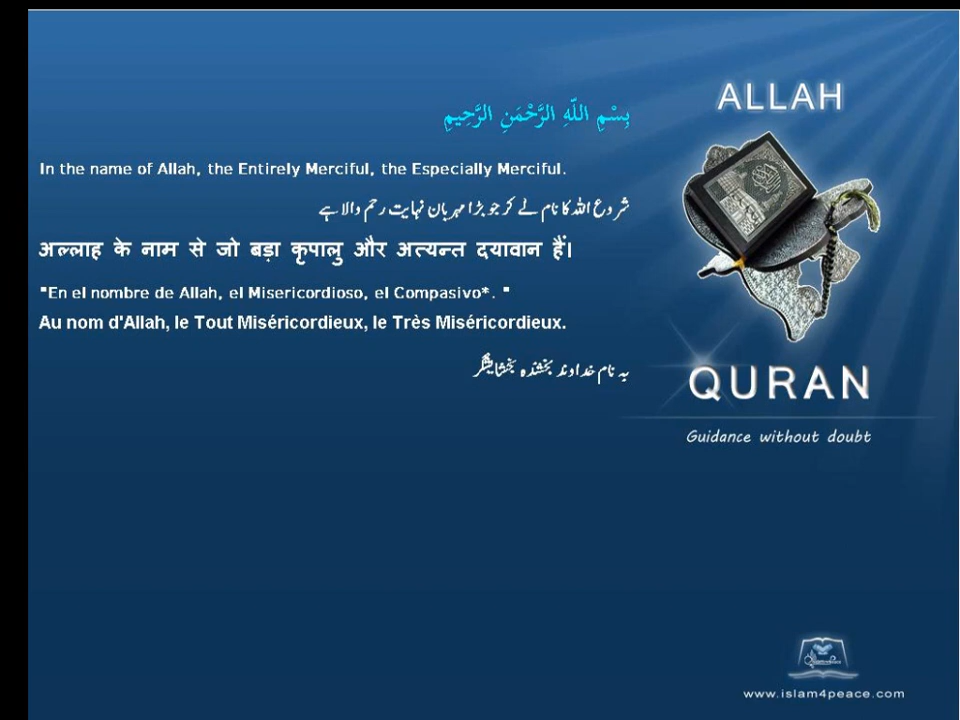 بِسْمِ اللّهِ الرَّحْمَنِ الرَّحِيمِ
In the name of Allah, the Entirely Merciful, the Especially Merciful.
شروع الله کا نام لے کر جو بڑا مہربان نہایت رحم والا ہے
अल्लाह के नाम से जो बड़ा कृपालु और अत्यन्त दयावान हैं।
"En el nombre de Allah, el Misericordioso, el Compasivo*. "
Au nom d'Allah, le Tout Miséricordieux, le Très Miséricordieux.
به نام خداوند بخشنده بخشایشگر
ALLAH
QURAN
Guidance without doubt
www.islam4peace.com